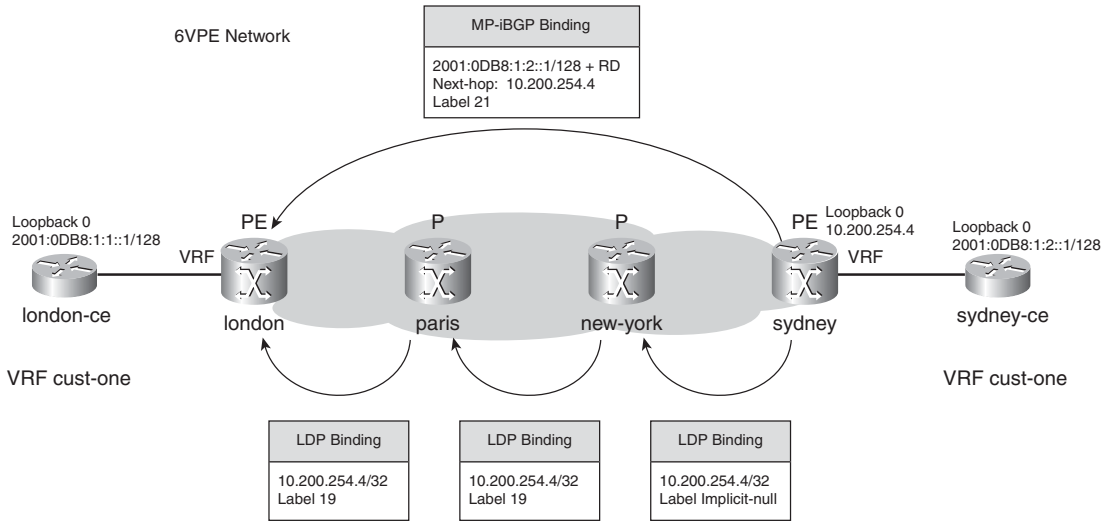 6VPE Network
MP-iBGP Binding
2001:0DB8:1:2::1/128 + RD
Next-hop: 10.200.254.4
Label 21
Loopback 0
2001:0DB8:1:1::1/128
PE
P
P
PE
Loopback 0
10.200.254.4
Loopback 0
2001:0DB8:1:2::1/128
VRF
VRF
london-ce
london
paris
new-york
sydney
sydney-ce
VRF cust-one
VRF cust-one
LDP Binding
10.200.254.4/32
Label 19
LDP Binding
10.200.254.4/32
Label 19
LDP Binding
10.200.254.4/32
Label Implicit-null